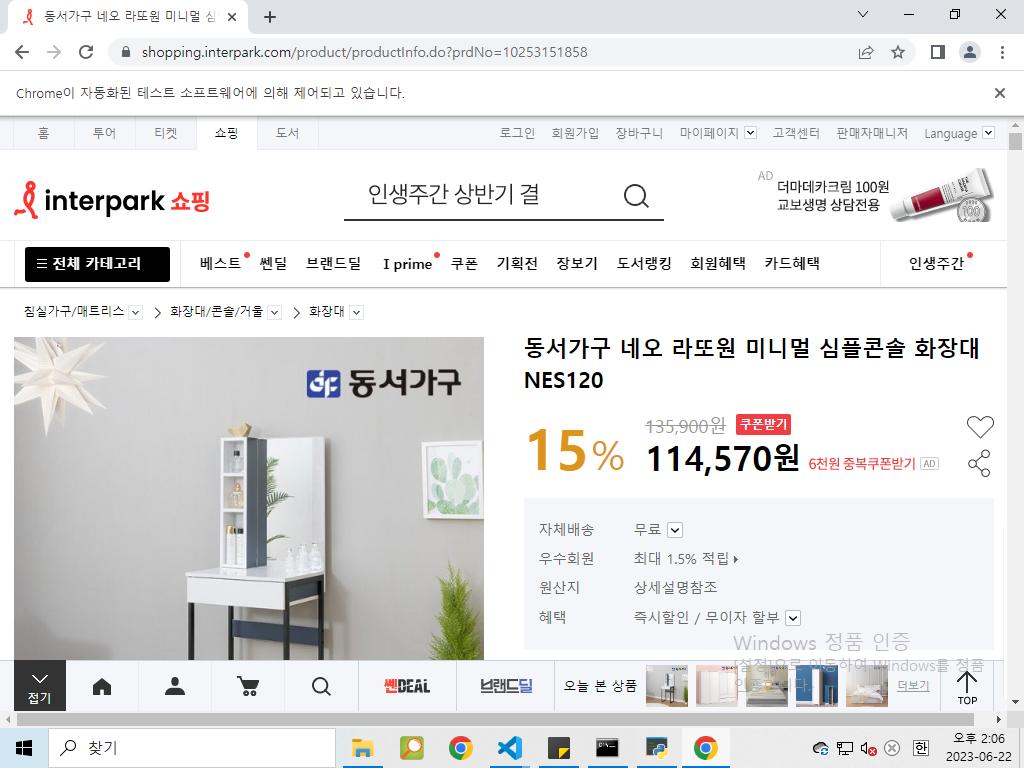 동서가구 네오 라또원 미니멀 심
shopping.interpark.com/product/productInfo.do?prdNo=10253151858
Chrome이 자동화된 테스트 소프트웨어에 의해 제어되고 있습니다.
홈 투어 티켓 쇼핑 도서 로그인 회원가입 장바구니 마이페이지 고객센터 판매자매니저 Language
interpark 쇼핑
인생주간 상반기 결
AD
더마데카크림 100원
교보생명 상담전용
전체 카테고리 베스트 쎈딜 브랜드딜 I prime 쿠폰 기획전 장보기 도서랭킹 회원혜택 카드혜택 인생주간
침실가구/매트리스 화장대/콘솔/거울 화장대
동서가구
동서가구 네오 라또원 미니멀 심플콘솔 화장대
NES120
15%
135,900원 쿠폰받기
114,570원 6천원 중복쿠폰받기 AD
자체배송 무료
우수회원 최대 1.5% 적립
원산지 상세설명참조
혜택 즉시할인 / 무이자 할부
Windows 정품 인증
[설정]으로 이동하여 Windows를 정품
접기
쎈DEAL
브랜드딜
오늘 본 상품
더보기
TOP
찾기
한
오후 2:06
2023-06-22